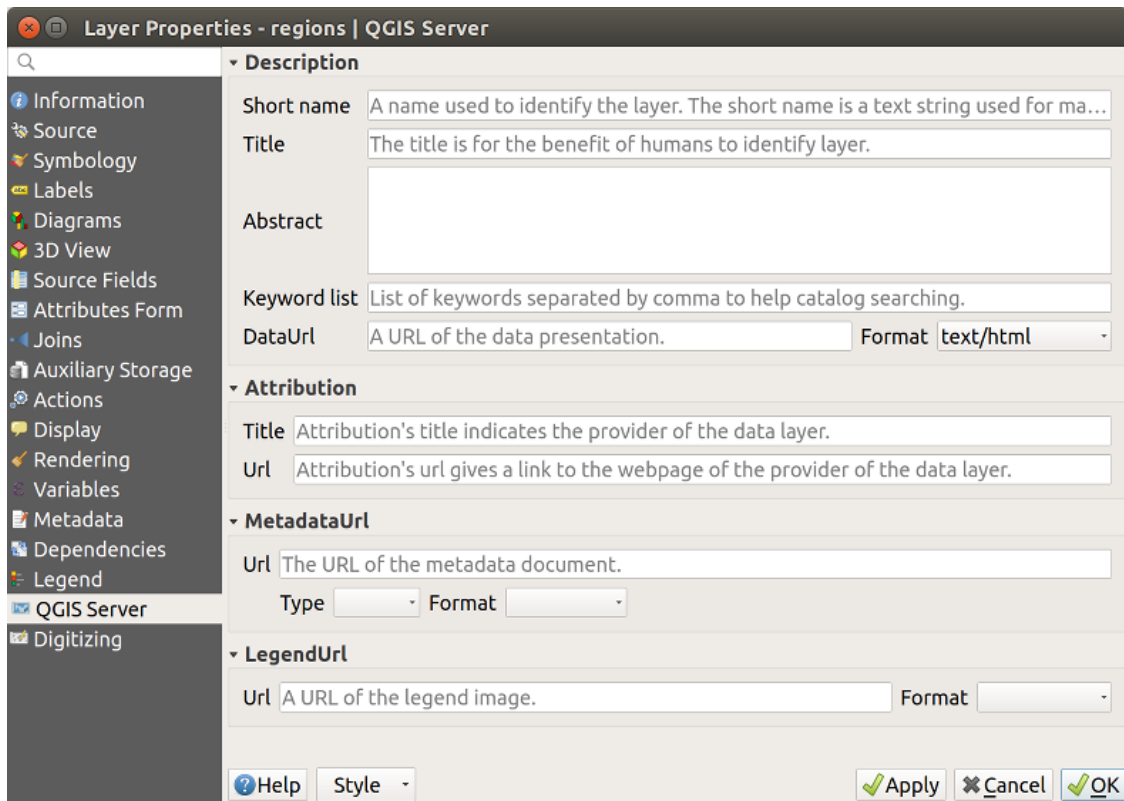 Layer Properties - regions | QGIS Server
Information
Source
Symbology
Labels
Diagrams
3D View
Source Fields
Attributes Form
Joins
Auxiliary Storage
Actions
Display
Rendering
Variables
Metadata
Dependencies
Legend
QGIS Server
Digitizing
Description
Short name A name used to identify the layer. The short name is a text string used for ma...
Title The title is for the benefit of humans to identify layer.
Abstract
Keyword list List of keywords separated by comma to help catalog searching.
DataUrl A URL of the data presentation. Format text/html
Attribution
Title Attribution's title indicates the provider of the data layer.
Url Attribution's url gives a link to the webpage of the provider of the data layer.
MetadataUrl
Url The URL of the metadata document.
Type Format
LegendUrl
Url A URL of the legend image. Format
Help Style Apply Cancel OK